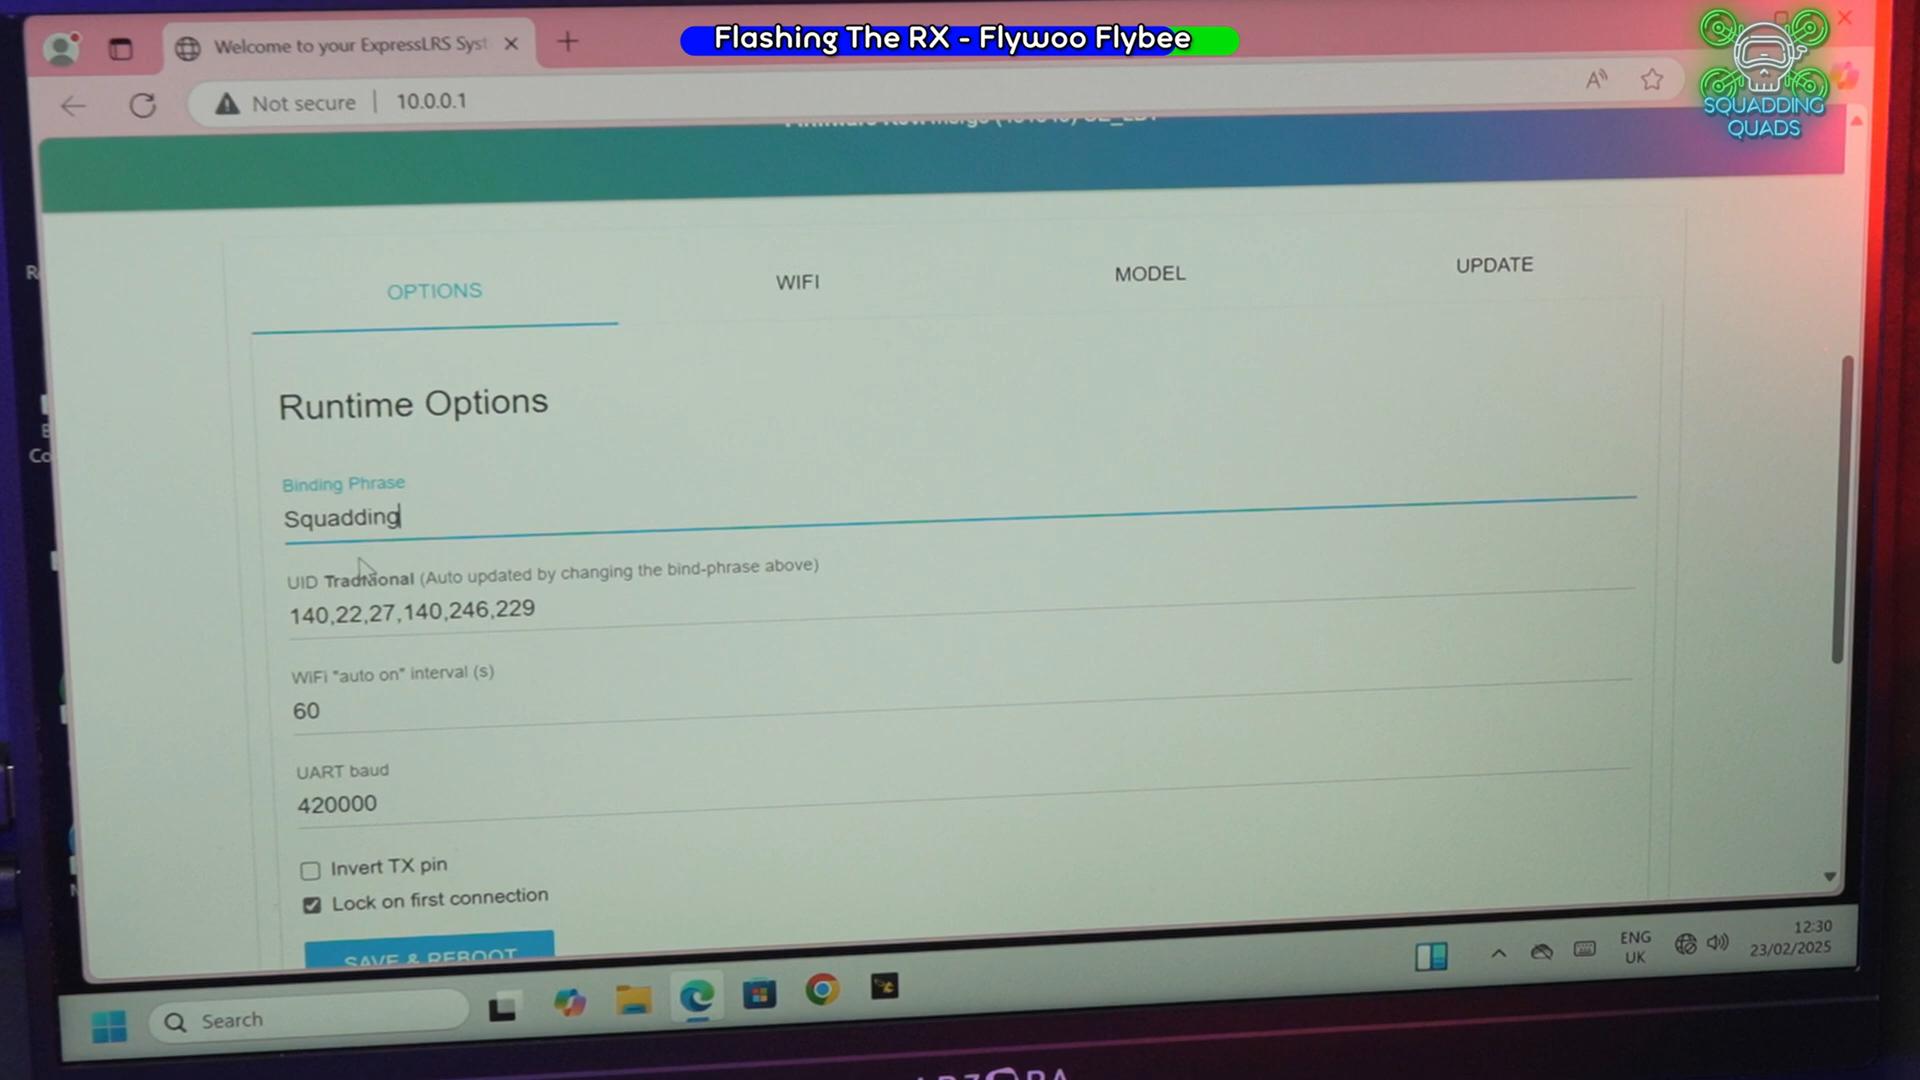 Flashing The RX - Flywoo Flybee
Welcome to your ExpressLRS Syst
SQUADDING
QUADS
Not secure
10.0.0.1
OPTIONS
WIFI
MODEL
UPDATE
Runtime Options
Binding Phrase
Squadding
UID Traditional (Auto updated by changing the bind-phrase above)
140,22,27,140,246,229
WiFi "auto on" interval (s)
60
UART baud
420000
Invert TX pin
Lock on first connection
SAVE & REBOOT
Search
ENG
UK
12:30
23/02/2025